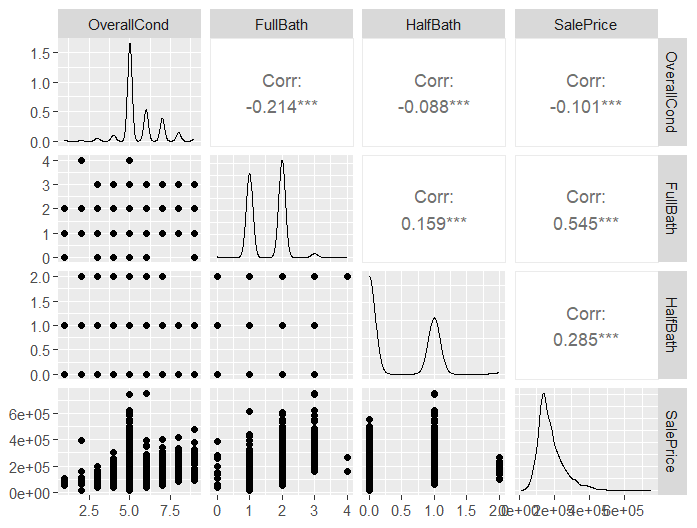 OverallCond FullBath HalfBath SalePrice
1.5
1.0
0.5
0.0
Corr:
-0.214***
Corr:
-0.088***
Corr:
-0.101***
OverallCond
4
3
2
1
0
Corr:
0.159***
Corr:
0.545***
FullBath
2.0
1.5
1.0
0.5
0.0
Corr:
0.285***
HalfBath
6e+05
4e+05
2e+05
0e+00
SalePrice
2.5 5.0 7.5 0 1 2 3 4 0.0 0.5 1.0 1.5 2.0 0e+00 2e+05 4e+05 6e+05